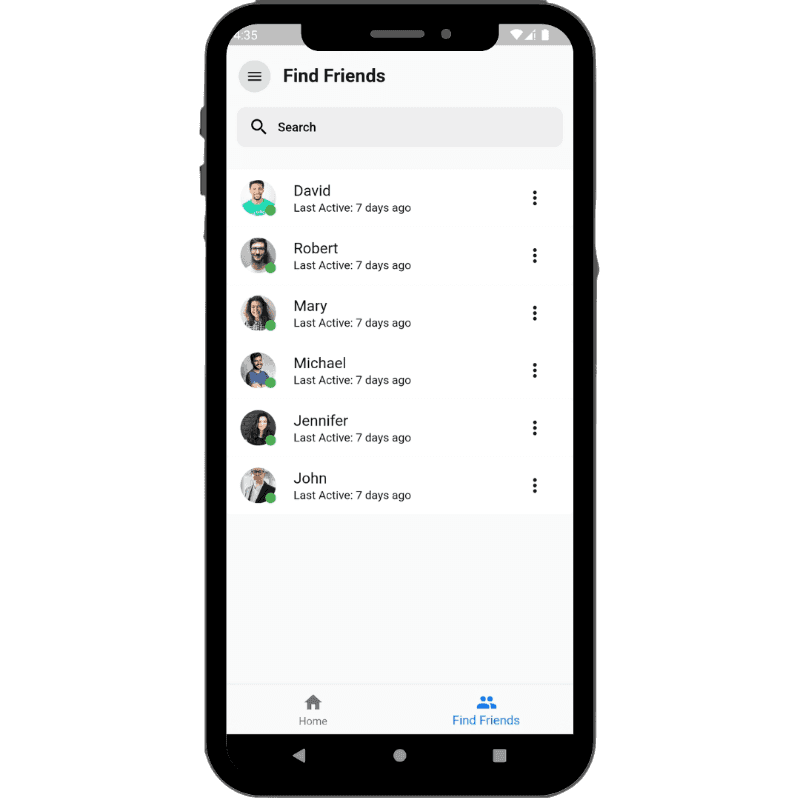 4:35
Find Friends
Search
David
Last Active: 7 days ago
Robert
Last Active: 7 days ago
Mary
Last Active: 7 days ago
Michael
Last Active: 7 days ago
Jennifer
Last Active: 7 days ago
John
Last Active: 7 days ago
Home
Find Friends